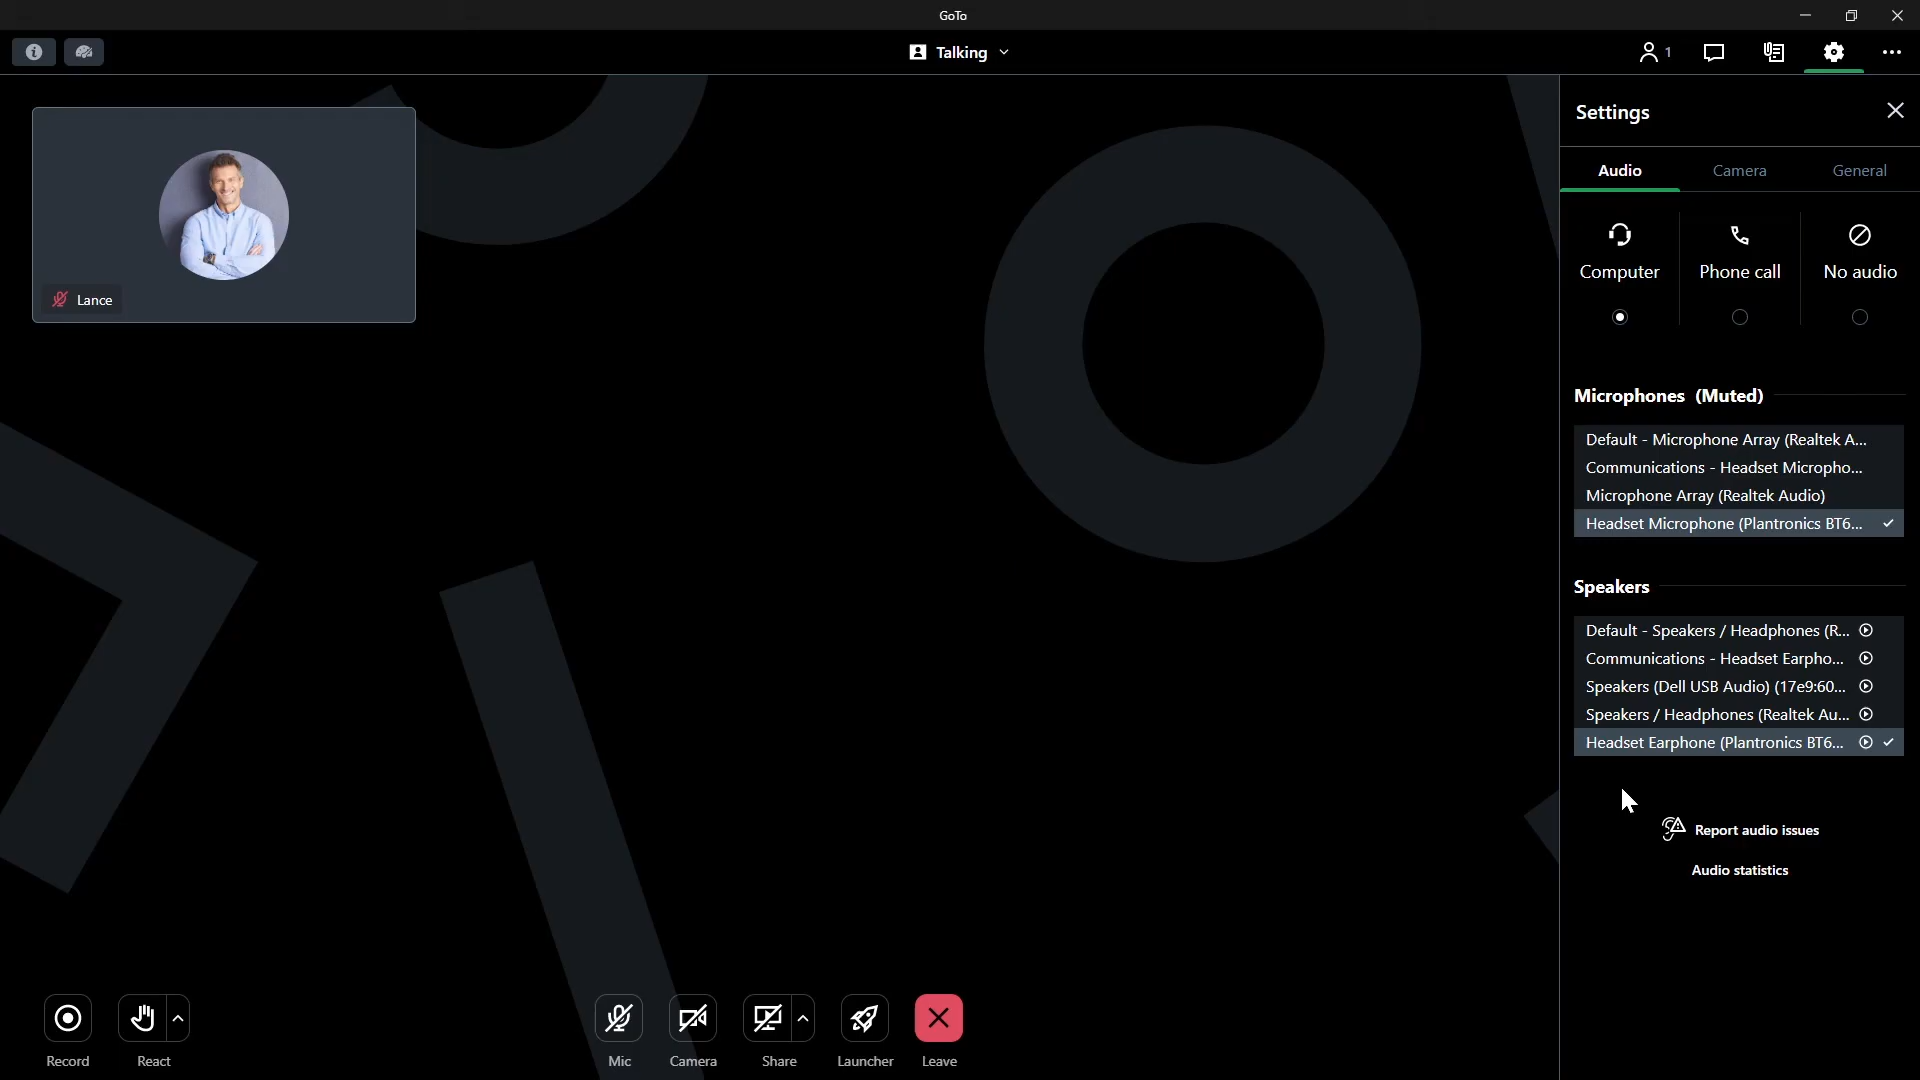 GoTo
Talking
1
Settings
Audio Camera General
Computer Phone call No audio
Lance
Microphones (Muted)
Default - Microphone Array (Realtek A...
Communications - Headset Micropho...
Microphone Array (Realtek Audio)
Headset Microphone (Plantronics BT6...
Speakers
Default - Speakers / Headphones (R...
Communications - Headset Earpho...
Speakers (Dell USB Audio) (17e9:60...
Speakers / Headphones (Realtek Au...
Headset Earphone (Plantronics BT6...
Report audio issues
Audio statistics
Record React Mic Camera Share Launcher Leave